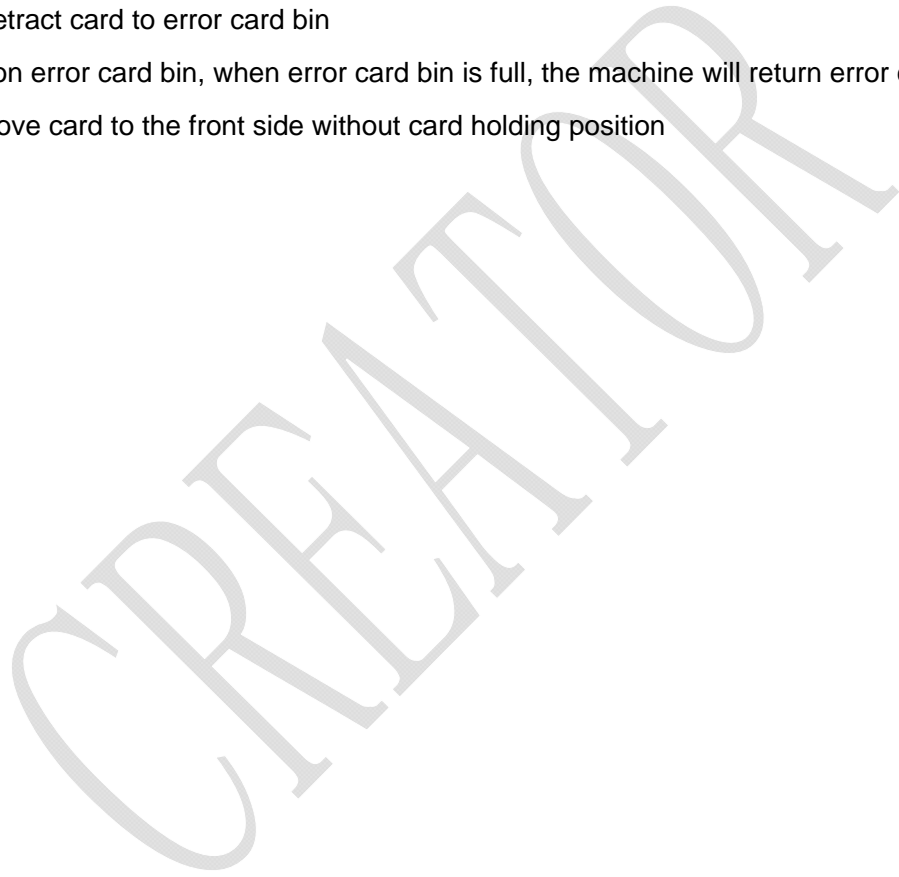 etract card to error card bin
on error card bin, when error card bin is full, the machine will return error
ove card to the front side without card holding position
CREATOR